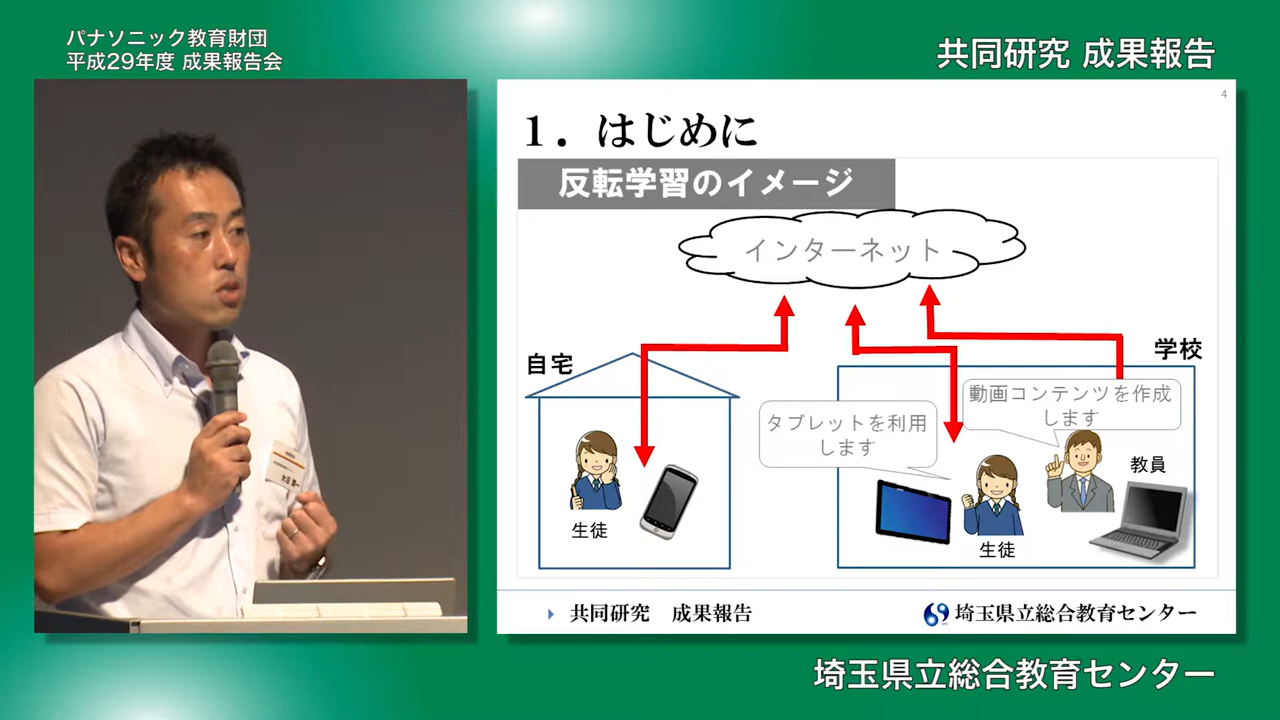 パナソニック教育財団
平成29年度 成果報告会
共同研究 成果報告
4
1．はじめに
反転学習のイメージ
インターネット
自宅
学校
動画コンテンツを作成
します
タブレットを利用
します
教員
生徒
生徒
共同研究 成果報告
埼玉県立総合教育センター
埼玉県立総合教育センター